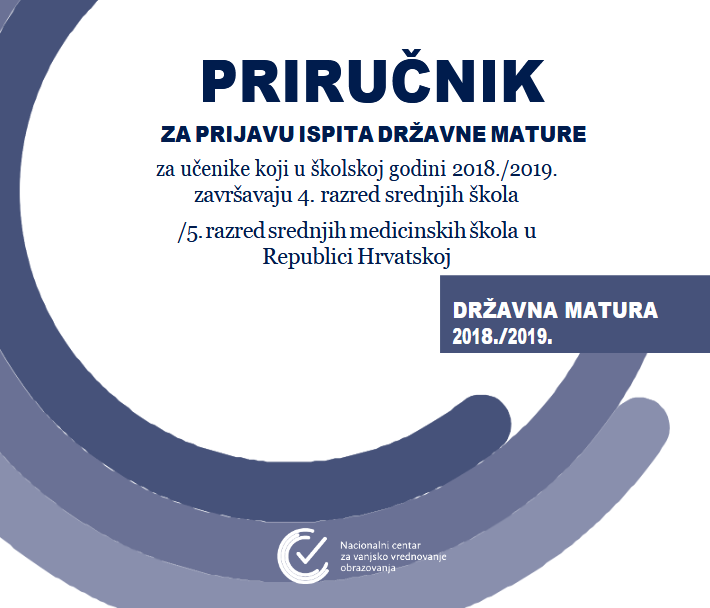 PRIRUČNIK
ZA PRIJAVU ISPITA DRŽAVNE MATURE
za učenike koji u školskoj godini 2018./2019.
završavaju 4. razred srednjih škola
/5. razred srednjih medicinskih škola u
Republici Hrvatskoj
DRŽAVNA MATURA
2018./2019.
Nacionalni centar
za vanjsko vrednovanje
obrazovanja